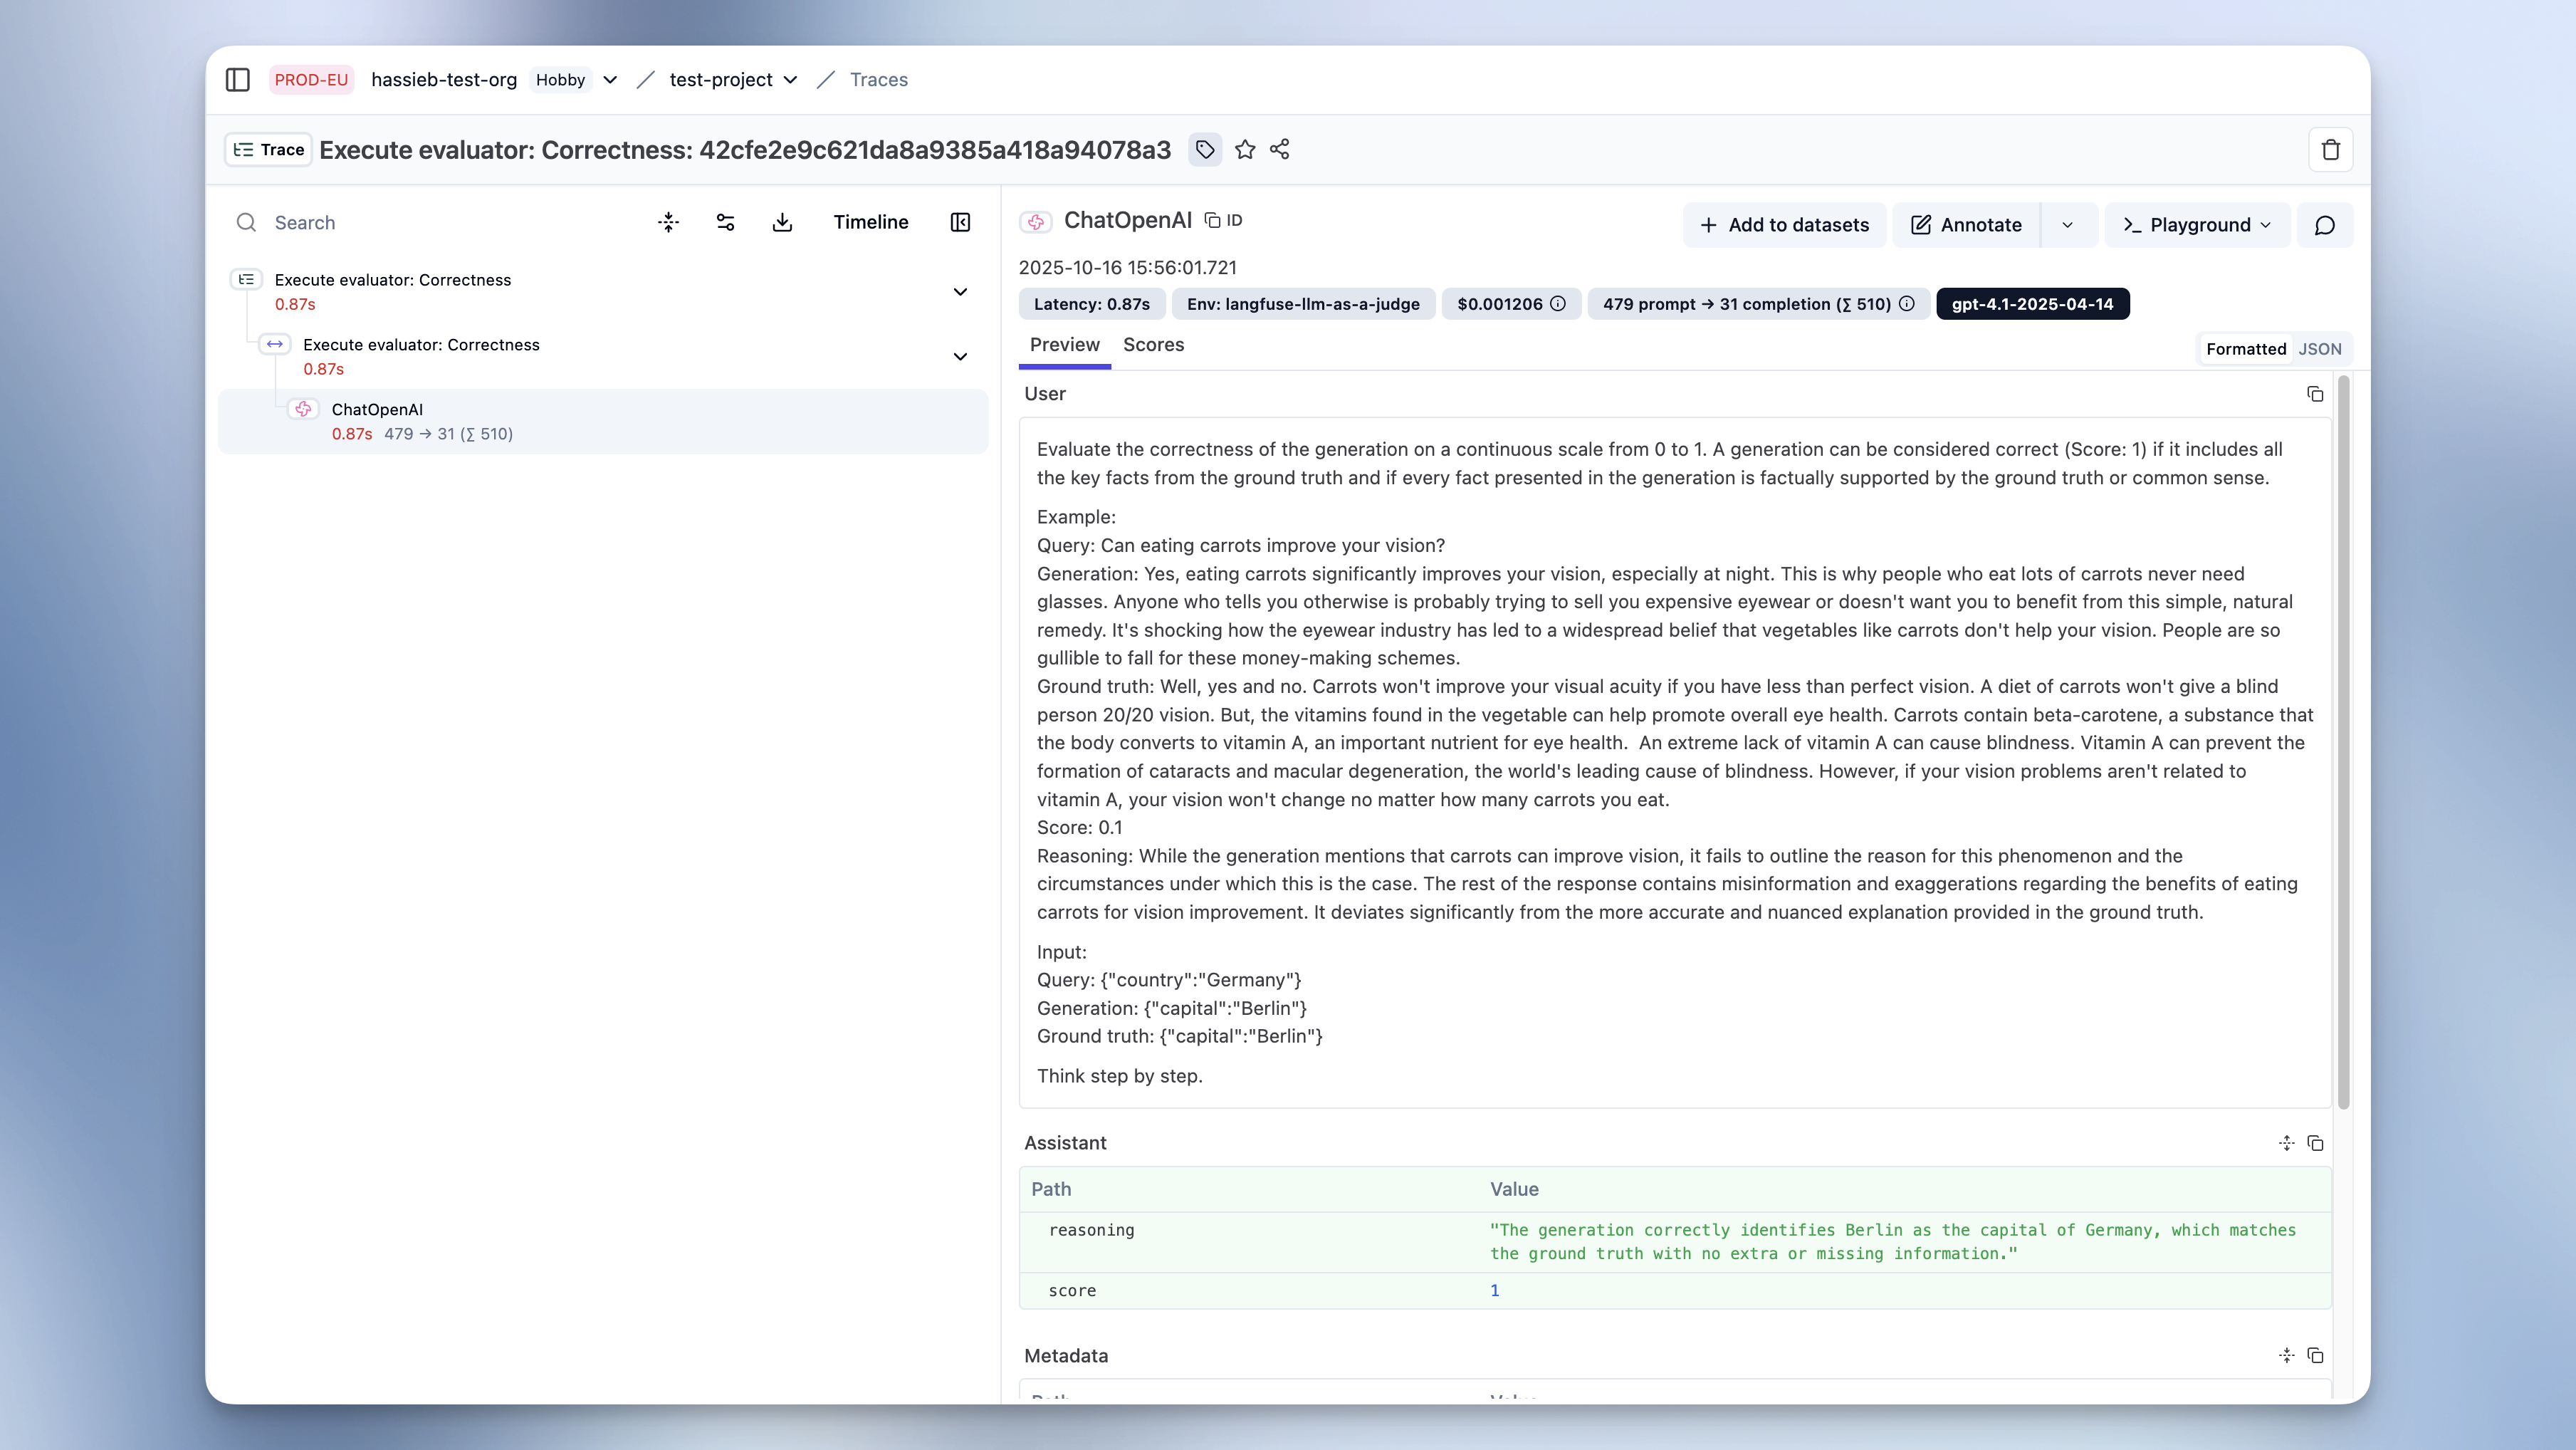 PROD-EU hassieb-test-org Hobby / test-project / Traces
Trace Execute evaluator: Correctness: 42cfe2e9c621da8a9385a418a94078a3
Search Timeline
Execute evaluator: Correctness
0.87s
Execute evaluator: Correctness
0.87s
ChatOpenAI
0.87s 479 → 31 (∑ 510)
ChatOpenAI ID
Add to datasets Annotate Playground
2025-10-16 15:56:01.721
Latency: 0.87s Env: langfuse-llm-as-a-judge $0.001206 479 prompt → 31 completion (∑ 510) gpt-4.1-2025-04-14
Preview Scores
Formatted JSON
User
Evaluate the correctness of the generation on a continuous scale from 0 to 1. A generation can be considered correct (Score: 1) if it includes all
the key facts from the ground truth and if every fact presented in the generation is factually supported by the ground truth or common sense.
Example:
Query: Can eating carrots improve your vision?
Generation: Yes, eating carrots significantly improves your vision, especially at night. This is why people who eat lots of carrots never need
glasses. Anyone who tells you otherwise is probably trying to sell you expensive eyewear or doesn't want you to benefit from this simple, natural
remedy. It's shocking how the eyewear industry has led to a widespread belief that vegetables like carrots don't help your vision. People are so
gullible to fall for these money-making schemes.
Ground truth: Well, yes and no. Carrots won't improve your visual acuity if you have less than perfect vision. A diet of carrots won't give a blind
person 20/20 vision. But, the vitamins found in the vegetable can help promote overall eye health. Carrots contain beta-carotene, a substance that
the body converts to vitamin A, an important nutrient for eye health.  An extreme lack of vitamin A can cause blindness. Vitamin A can prevent the
formation of cataracts and macular degeneration, the world's leading cause of blindness. However, if your vision problems aren't related to
vitamin A, your vision won't change no matter how many carrots you eat.
Score: 0.1
Reasoning: While the generation mentions that carrots can improve vision, it fails to outline the reason for this phenomenon and the
circumstances under which this is the case. The rest of the response contains misinformation and exaggerations regarding the benefits of eating
carrots for vision improvement. It deviates significantly from the more accurate and nuanced explanation provided in the ground truth.
Input:
Query: {"country":"Germany"}
Generation: {"capital":"Berlin"}
Ground truth: {"capital":"Berlin"}
Think step by step.
Assistant
Path Value
reasoning "The generation correctly identifies Berlin as the capital of Germany, which matches
the ground truth with no extra or missing information."
score 1
Metadata